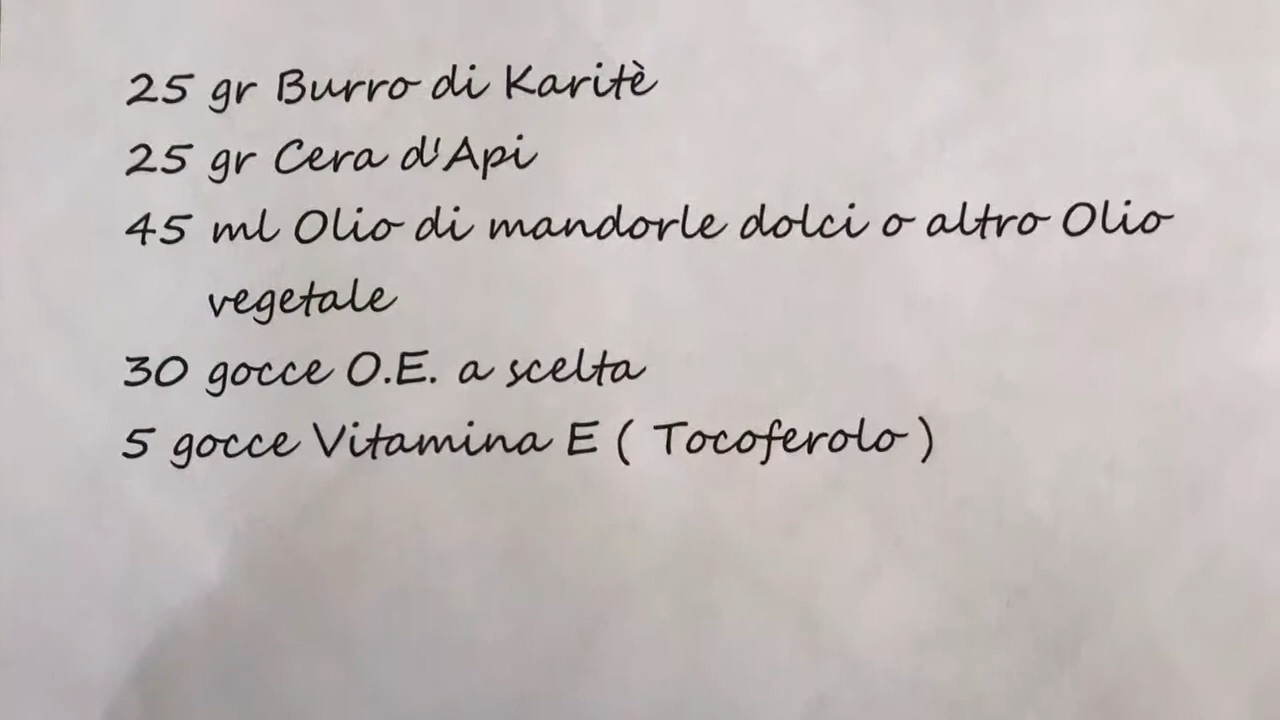 25 gr Burro di Karitè
25 gr Cera d'Api
45 ml Olio di mandorle dolci o altro Olio
vegetale
30 gocce O.E. a scelta
5 gocce Vitamina E ( Tocoferolo )